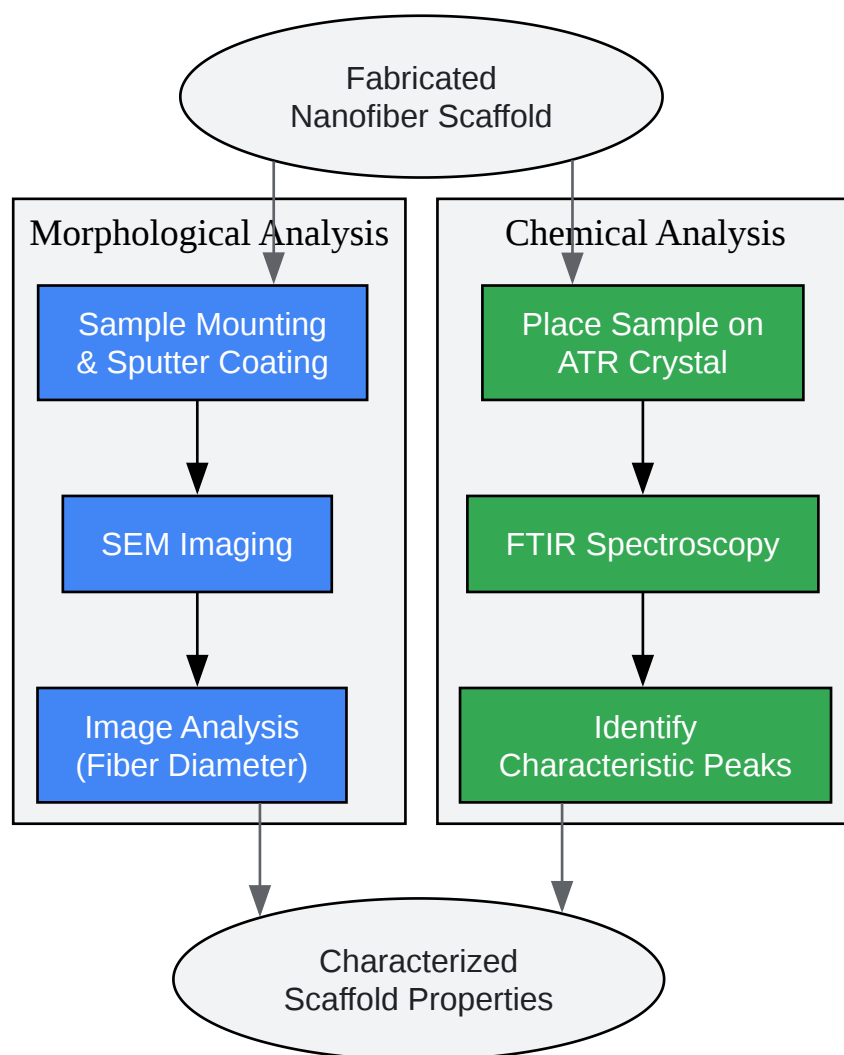 Fabricated
Nanofiber Scaffold
Morphological Analysis
Sample Mounting
& Sputter Coating
SEM Imaging
Image Analysis
(Fiber Diameter)
Chemical Analysis
Place Sample on
ATR Crystal
FTIR Spectroscopy
Identify
Characteristic Peaks
Characterized
Scaffold Properties